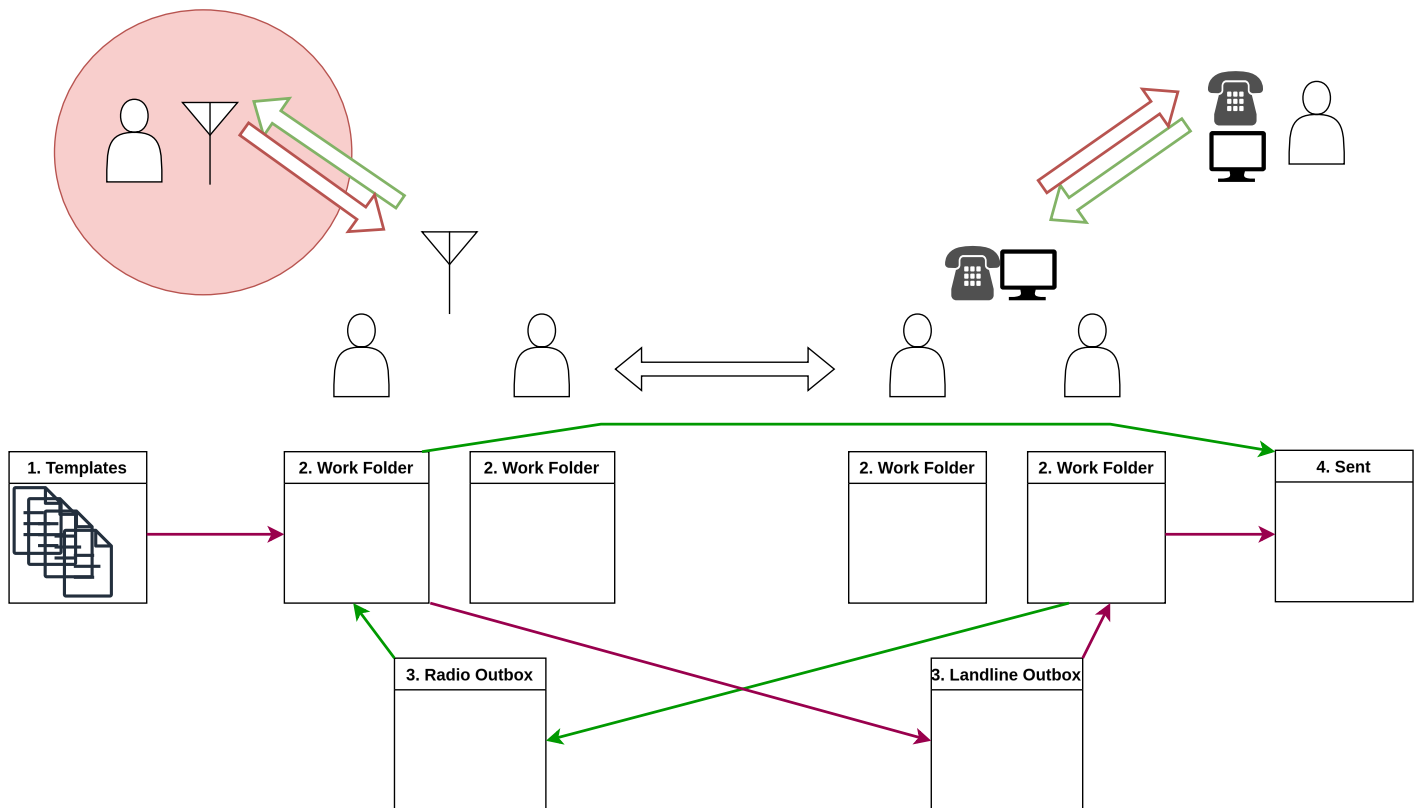 1. Templates
2. Work Folder
2. Work Folder
2. Work Folder
2. Work Folder
4. Sent
3. Radio Outbox
3. Landline Outbox